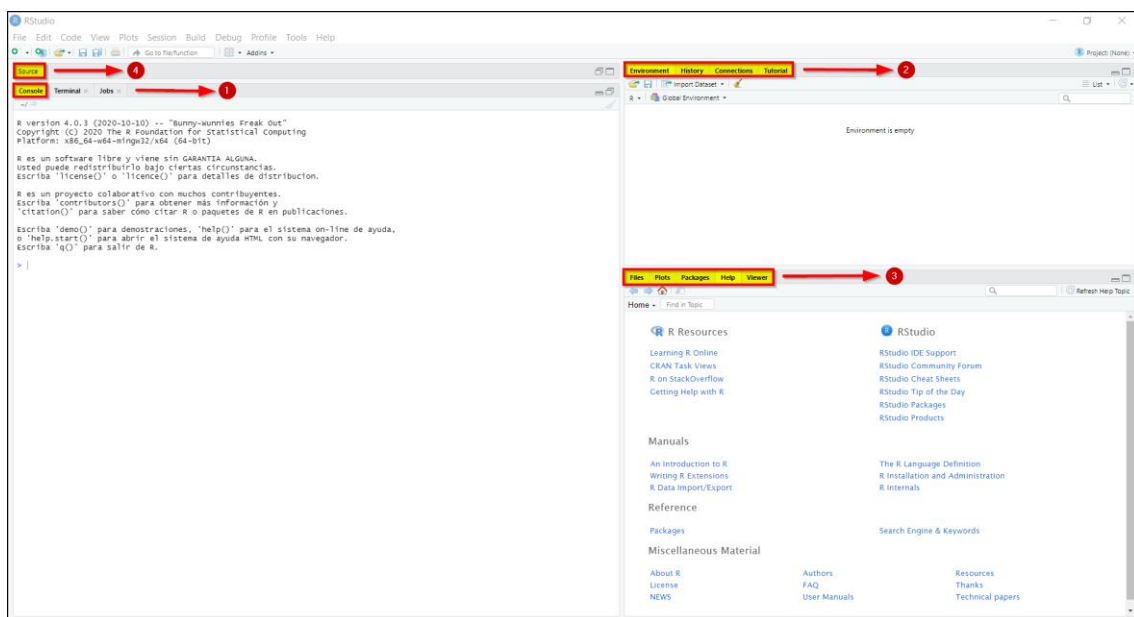 RStudio
File Edit Code View Plots Session Build Debug Profile Tools Help
Go to file/function Addins Project: (None)
Source 4
Console Terminal Jobs 1
~/
R version 4.0.3 (2020-10-10) -- "Bunny-Wunnies Freak Out"
Copyright (C) 2020 The R Foundation for Statistical Computing
Platform: x86_64-w64-mingw32/x64 (64-bit)
R es un software libre y viene sin GARANTIA ALGUNA.
Usted puede redistribuirlo bajo ciertas circunstancias.
Escriba 'license()' o 'licence()' para detalles de distribucion.
R es un proyecto colaborativo con muchos contribuyentes.
Escriba 'contributors()' para obtener más información y
'citation()' para saber cómo citar R o paquetes de R en publicaciones.
Escriba 'demo()' para demostraciones, 'help()' para el sistema on-line de ayuda,
o 'help.start()' para abrir el sistema de ayuda HTML con su navegador.
Escriba 'q()' para salir de R.
>
Environment History Connections Tutorial 2
Import Dataset List
R Global Environment
Environment is empty
Files Plots Packages Help Viewer 3
Refresh Help Topic
Home Find in Topic
R Resources RStudio
Learning R Online RStudio IDE Support
CRAN Task Views RStudio Community Forum
R on StackOverflow RStudio Cheat Sheets
Getting Help with R RStudio Tip of the Day
RStudio Packages
RStudio Products
Manuals
An Introduction to R The R Language Definition
Writing R Extensions R Installation and Administration
R Data Import/Export R Internals
Reference
Packages Search Engine & Keywords
Miscellaneous Material
About R Authors Resources
License FAQ Thanks
NEWS User Manuals Technical papers